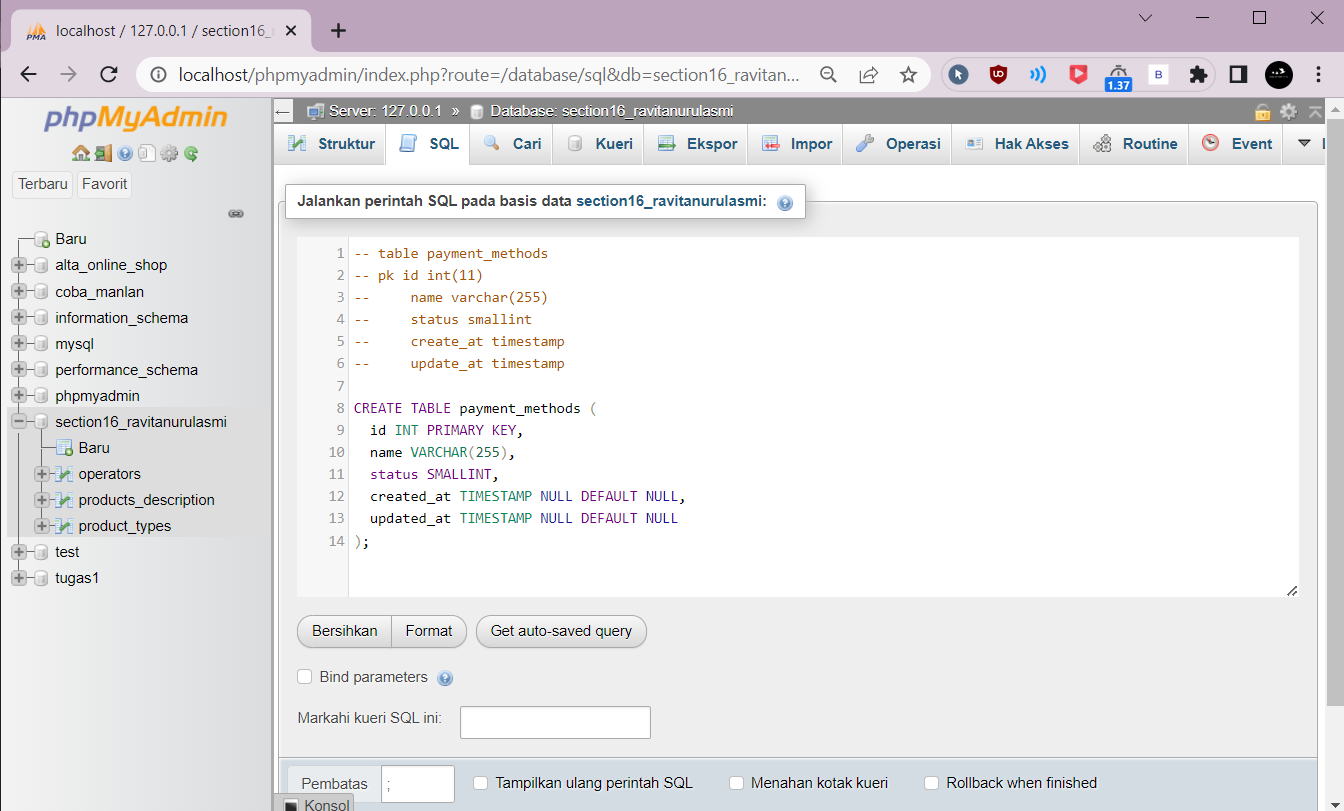 PMA
localhost / 127.0.0.1 / section16_
localhost/phpmyadmin/index.php?route=/database/sql&db=section16_ravitan...
1.37
B
phpMyAdmin
Terbaru
Favorit
Baru
alta_online_shop
coba_manlan
information_schema
mysql
performance_schema
phpmyadmin
section16_ravitanurulasmi
Baru
operators
products_description
product_types
test
tugas1
Server: 127.0.0.1 » Database: section16_ravitanurulasmi
Struktur SQL Cari Kueri Ekspor Impor Operasi Hak Akses Routine Event
Jalankan perintah SQL pada basis data section16_ravitanurulasmi:
1 -- table payment_methods
2 -- pk id int(11)
3 --     name varchar(255)
4 --     status smallint
5 --     create_at timestamp
6 --     update_at timestamp
7
8 CREATE TABLE payment_methods (
9   id INT PRIMARY KEY,
10   name VARCHAR(255),
11   status SMALLINT,
12   created_at TIMESTAMP NULL DEFAULT NULL,
13   updated_at TIMESTAMP NULL DEFAULT NULL
14 );
Bersihkan Format Get auto-saved query
Bind parameters
Markahi kueri SQL ini:
Pembatas ; Tampilkan ulang perintah SQL Menahan kotak kueri Rollback when finished
Konsol